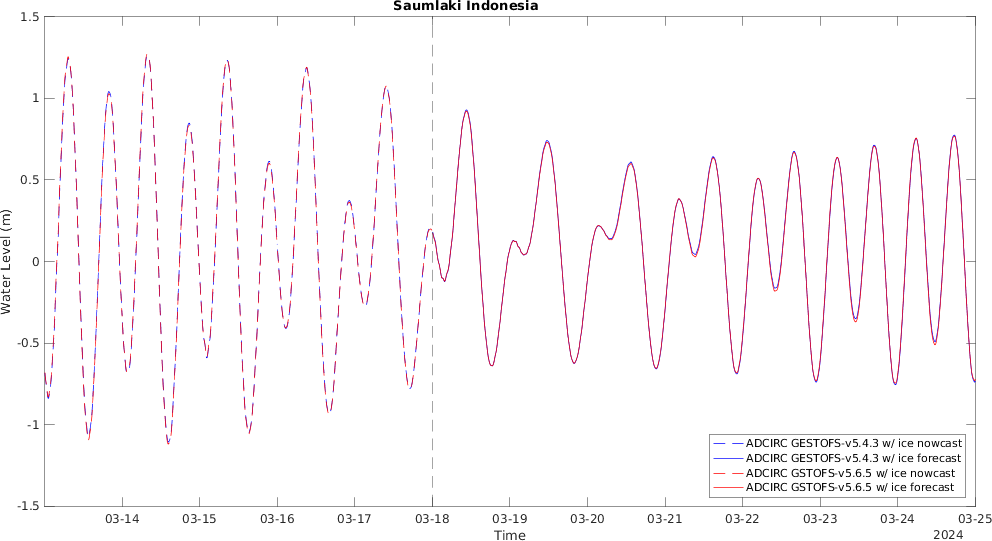 Saumlaki Indonesia
1.5
1
0.5
0
-0.5
-1
-1.5
Water Level (m)
ADCIRC GESTOFS-v5.4.3 w/ ice nowcast
ADCIRC GESTOFS-v5.4.3 w/ ice forecast
ADCIRC GSTOFS-v5.6.5 w/ ice nowcast
ADCIRC GSTOFS-v5.6.5 w/ ice forecast
03-14 03-15 03-16 03-17 03-18 03-19 03-20 03-21 03-22 03-23 03-24 03-25
Time
2024